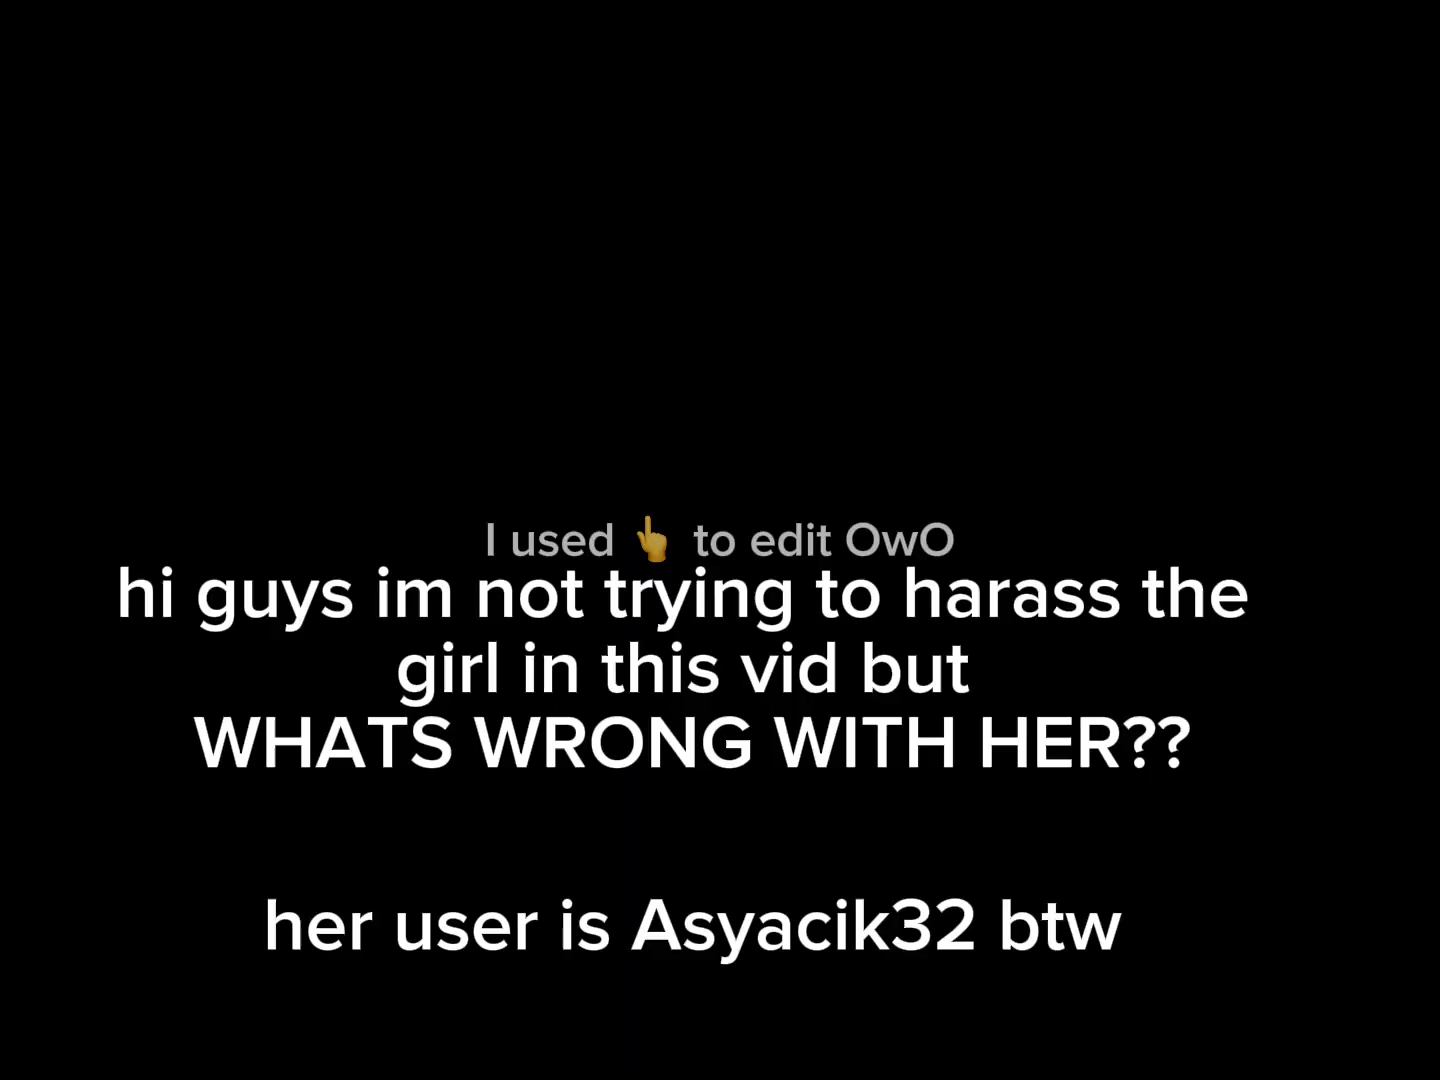 I used 👆 to edit OwO
hi guys im not trying to harass the
girl in this vid but
WHATS WRONG WITH HER??
her user is Asyacik32 btw